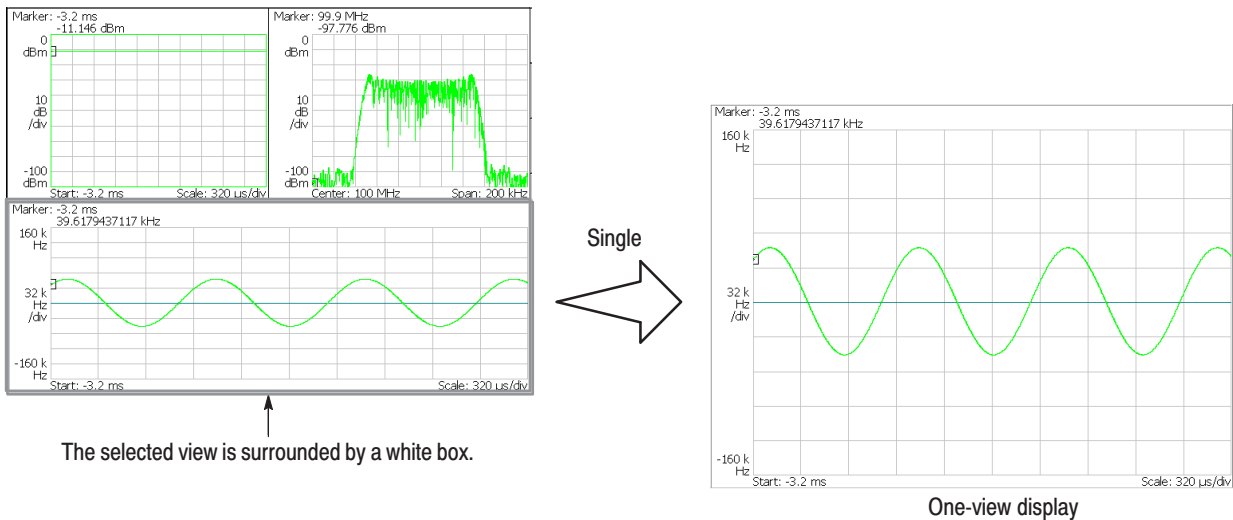 Marker: -3.2 ms
-11.146 dBm
0
dBm
10
dB
/div
-100
dBm
Start: -3.2 ms Scale: 320 µs/div
Marker: 99.9 MHz
-97.776 dBm
0
dBm
10
dB
/div
-100
dBm
Center: 100 MHz Span: 200 kHz
Marker: -3.2 ms
39.6179437117 kHz
160 k
Hz
32 k
Hz
/div
-160 k
Hz
Start: -3.2 ms Scale: 320 µs/div
The selected view is surrounded by a white box.
Single
Marker: -3.2 ms
39.6179437117 kHz
160 k
Hz
32 k
Hz
/div
-160 k
Hz
Start: -3.2 ms Scale: 320 µs/div
One-view display